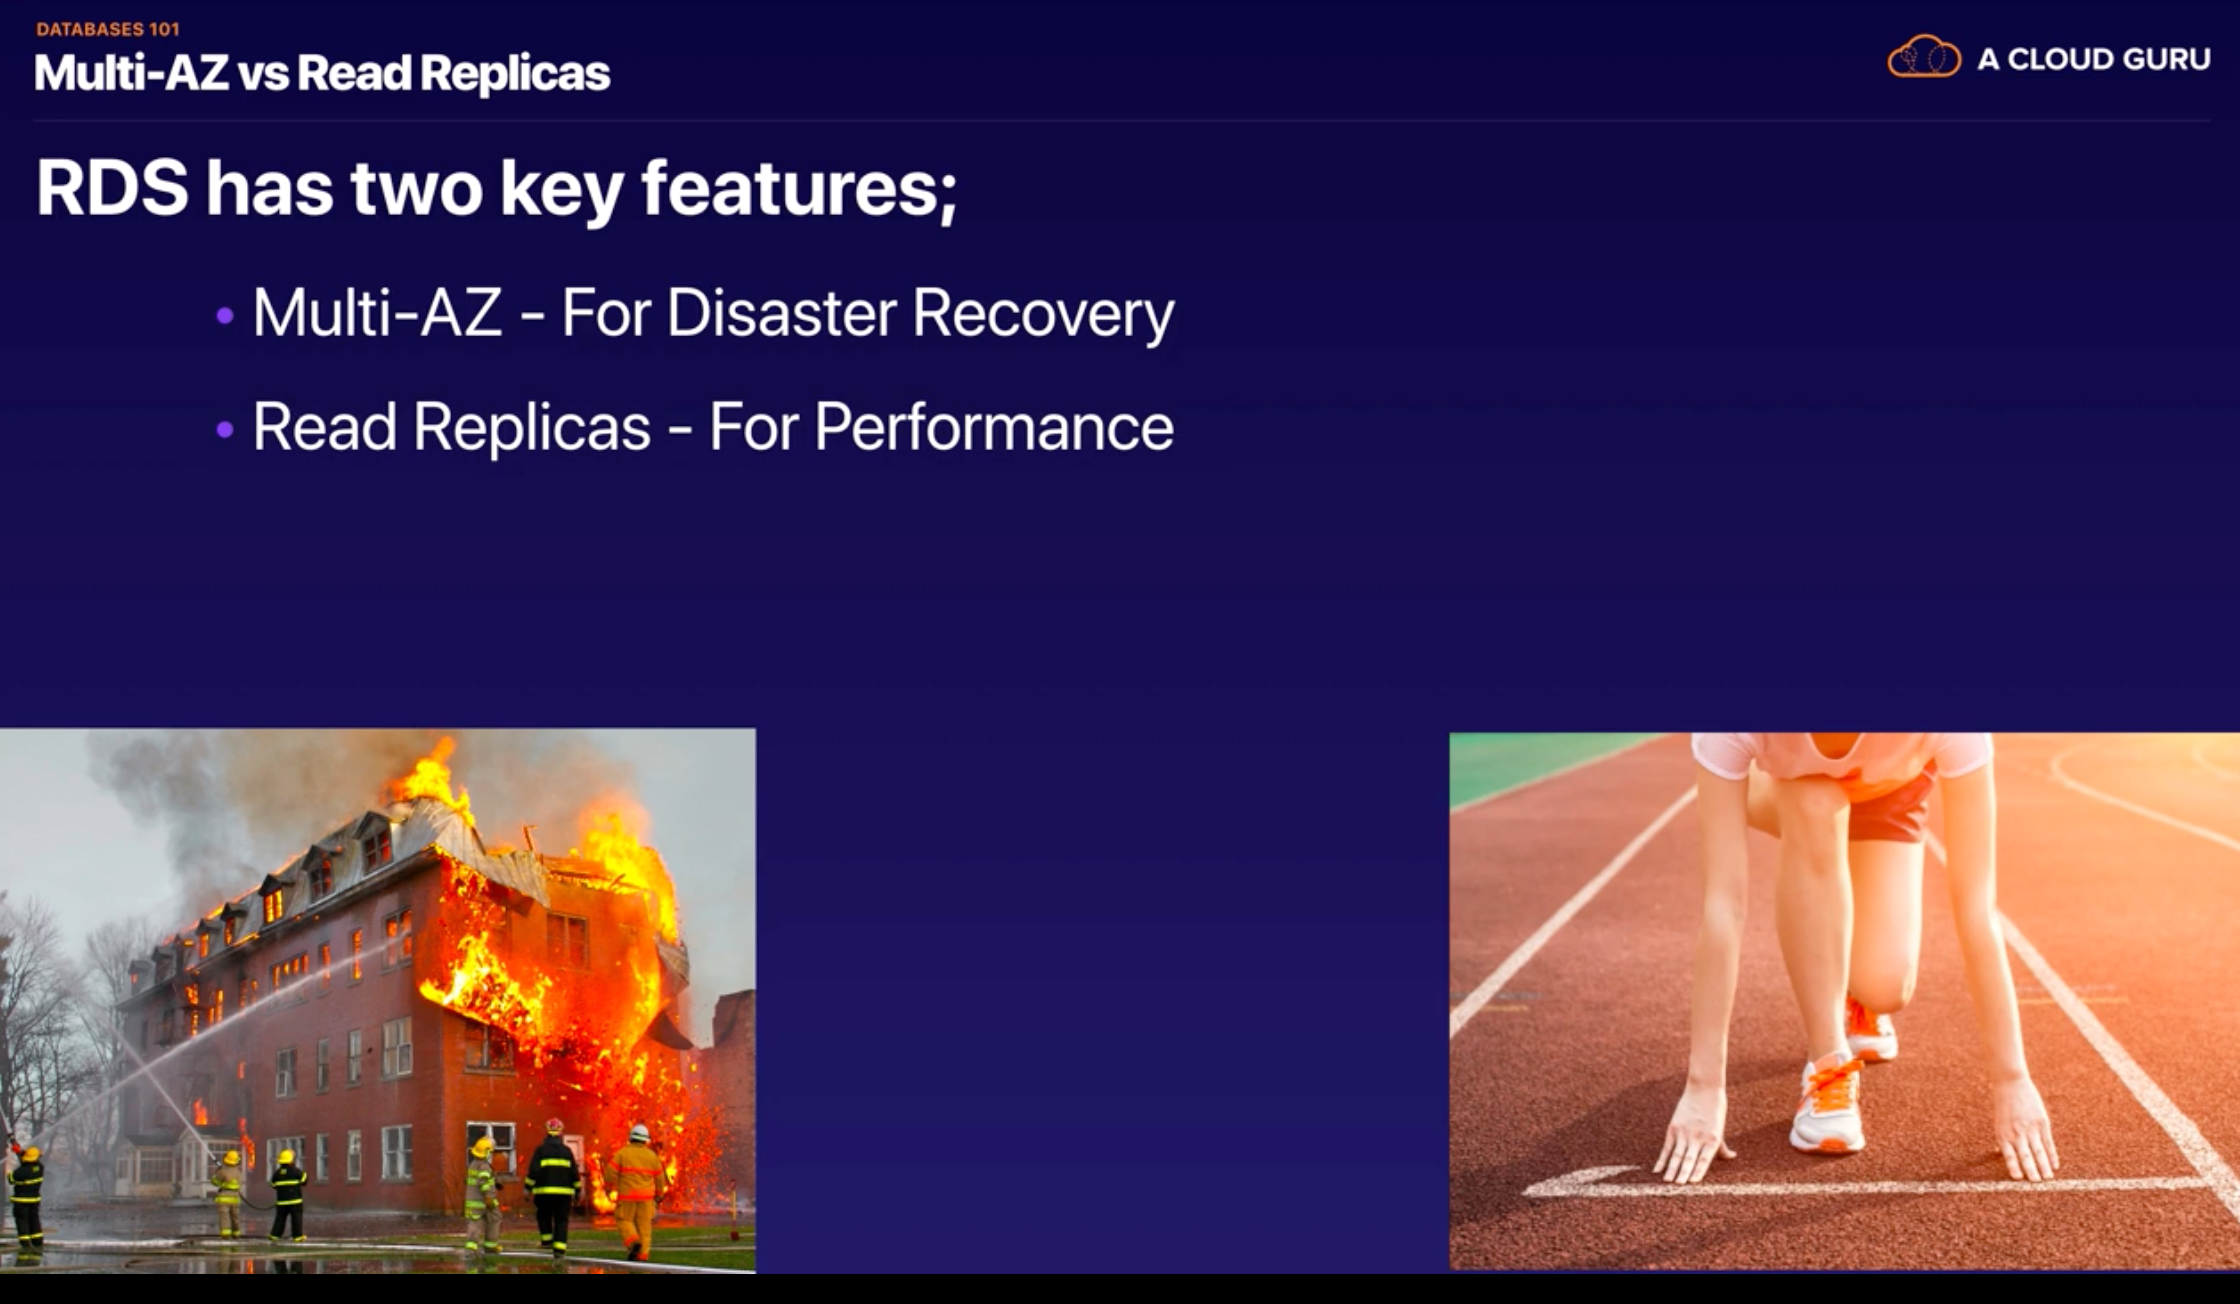 DATABASES 101
Multi-AZ vs Read Replicas
A CLOUD GURU
RDS has two key features;
• Multi-AZ - For Disaster Recovery
• Read Replicas - For Performance